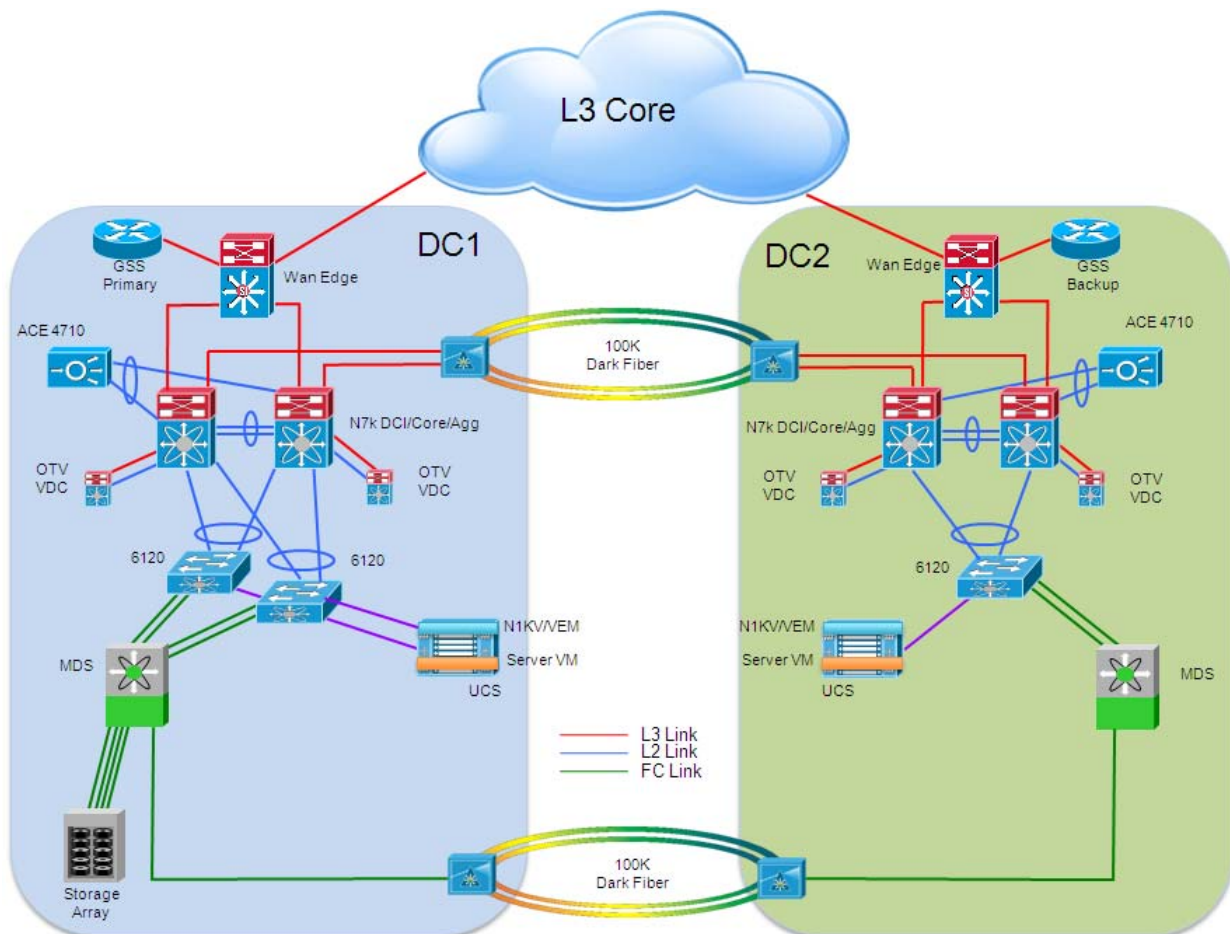 L3 Core
DC1
GSS
Primary
Wan Edge
ACE 4710
N7k DCI/Core/Agg
OTV
VDC
OTV
VDC
6120
6120
N1KV/VEM
Server VM
UCS
MDS
Storage
Array
100K
Dark Fiber
L3 Link
L2 Link
FC Link
100K
Dark Fiber
DC2
Wan Edge
GSS
Backup
ACE 4710
N7k DCI/Core/Agg
OTV
VDC
OTV
VDC
6120
N1KV/VEM
Server VM
UCS
MDS